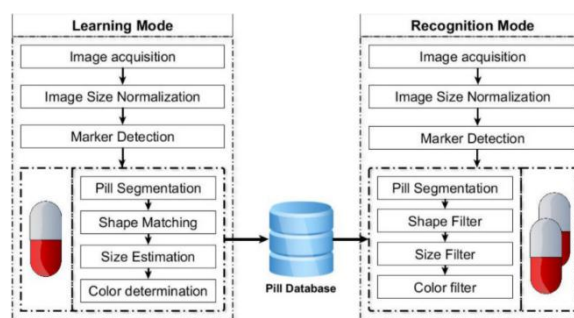 Learning Mode
Image acquisition
Image Size Normalization
Marker Detection
Pill Segmentation
Shape Matching
Size Estimation
Color determination
Pill Database
Recognition Mode
Image acquisition
Image Size Normalization
Marker Detection
Pill Segmentation
Shape Filter
Size Filter
Color filter